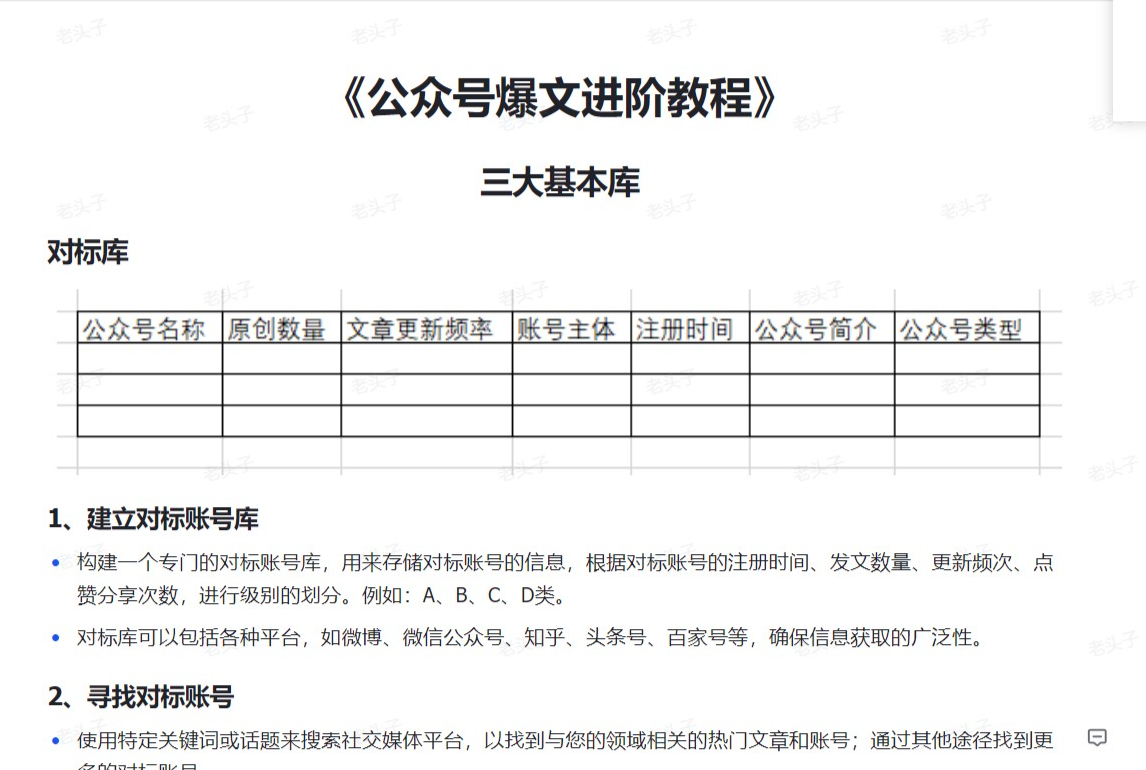 《公众号爆文进阶教程》
三大基本库
对标库
公众号名称 原创数量 文章更新频率 账号主体 注册时间 公众号简介 公众号类型
1、建立对标账号库
• 构建一个专门的对标账号库，用来存储对标账号的信息，根据对标账号的注册时间、发文数量、更新频次、点
赞分享次数，进行级别的划分。例如：A、B、C、D类。
• 对标库可以包括各种平台，如微博、微信公众号、知乎、头条号、百家号等，确保信息获取的广泛性。
2、寻找对标账号
• 使用特定关键词或话题来搜索社交媒体平台，以找到与您的领域相关的热门文章和账号；通过其他途径找到更
多的对标账号
老头子